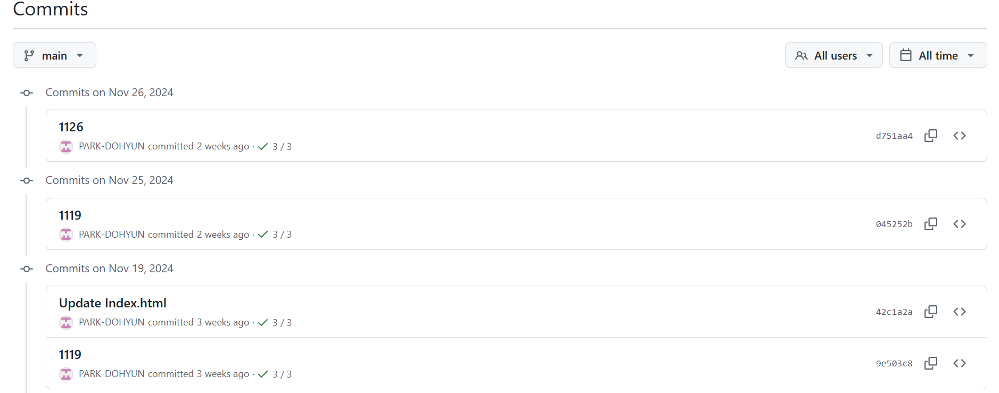 Commits
main
All users
All time
Commits on Nov 26, 2024
1126
PARK-DOHYUN committed 2 weeks ago · 3 / 3
d751aa4
Commits on Nov 25, 2024
1119
PARK-DOHYUN committed 2 weeks ago · 3 / 3
045252b
Commits on Nov 19, 2024
Update Index.html
PARK-DOHYUN committed 3 weeks ago · 3 / 3
42c1a2a
1119
PARK-DOHYUN committed 3 weeks ago · 3 / 3
9e503c8